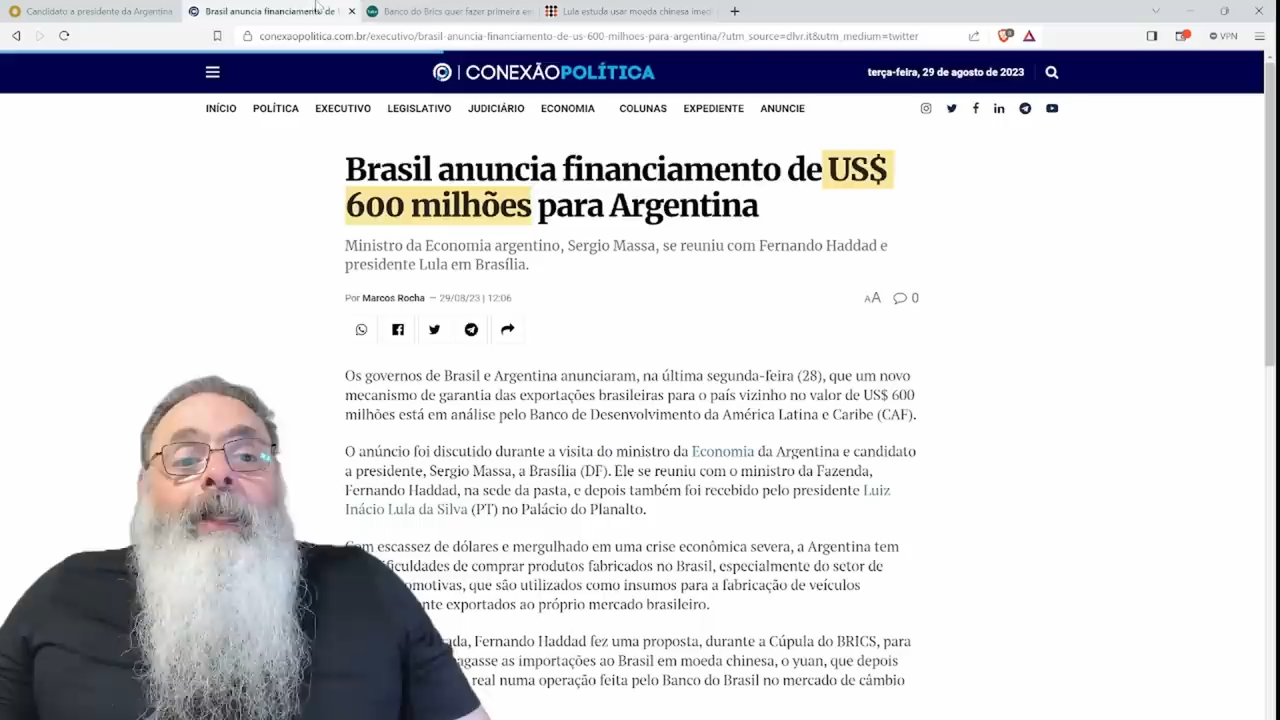 Candidato a presidente da Argentina
Brasil anuncia financiamento de
Banco do Brics quer fazer primeira em
Lula estuda usar moeda chinesa imed
conexaopolitica.com.br/executivo/brasil-anuncia-financiamento-de-us-600-milhoes-para-argentina/?utm_source=dlvr.it&utm_medium=twitter
VPN
CONEXÃOPOLÍTICA
terça-feira, 29 de agosto de 2023
INÍCIO POLÍTICA EXECUTIVO LEGISLATIVO JUDICIÁRIO ECONOMIA COLUNAS EXPEDIENTE ANUNCIE
Brasil anuncia financiamento de US$
600 milhões para Argentina
Ministro da Economia argentino, Sergio Massa, se reuniu com Fernando Haddad e
presidente Lula em Brasília.
Por Marcos Rocha — 29/08/23 | 12:06
AA 0
Os governos de Brasil e Argentina anunciaram, na última segunda-feira (28), que um novo
mecanismo de garantia das exportações brasileiras para o país vizinho no valor de US$ 600
milhões está em análise pelo Banco de Desenvolvimento da América Latina e Caribe (CAF).
O anúncio foi discutido durante a visita do ministro da Economia da Argentina e candidato
a presidente, Sergio Massa, a Brasília (DF). Ele se reuniu com o ministro da Fazenda,
Fernando Haddad, na sede da pasta, e depois também foi recebido pelo presidente Luiz
Inácio Lula da Silva (PT) no Palácio do Planalto.
Com escassez de dólares e mergulhado em uma crise econômica severa, a Argentina tem
ficuldades de comprar produtos fabricados no Brasil, especialmente do setor de
omotivas, que são utilizados como insumos para a fabricação de veículos
nte exportados ao próprio mercado brasileiro.
ada, Fernando Haddad fez uma proposta, durante a Cúpula do BRICS, para
agasse as importações ao Brasil em moeda chinesa, o yuan, que depois
real numa operação feita pelo Banco do Brasil no mercado de câmbio